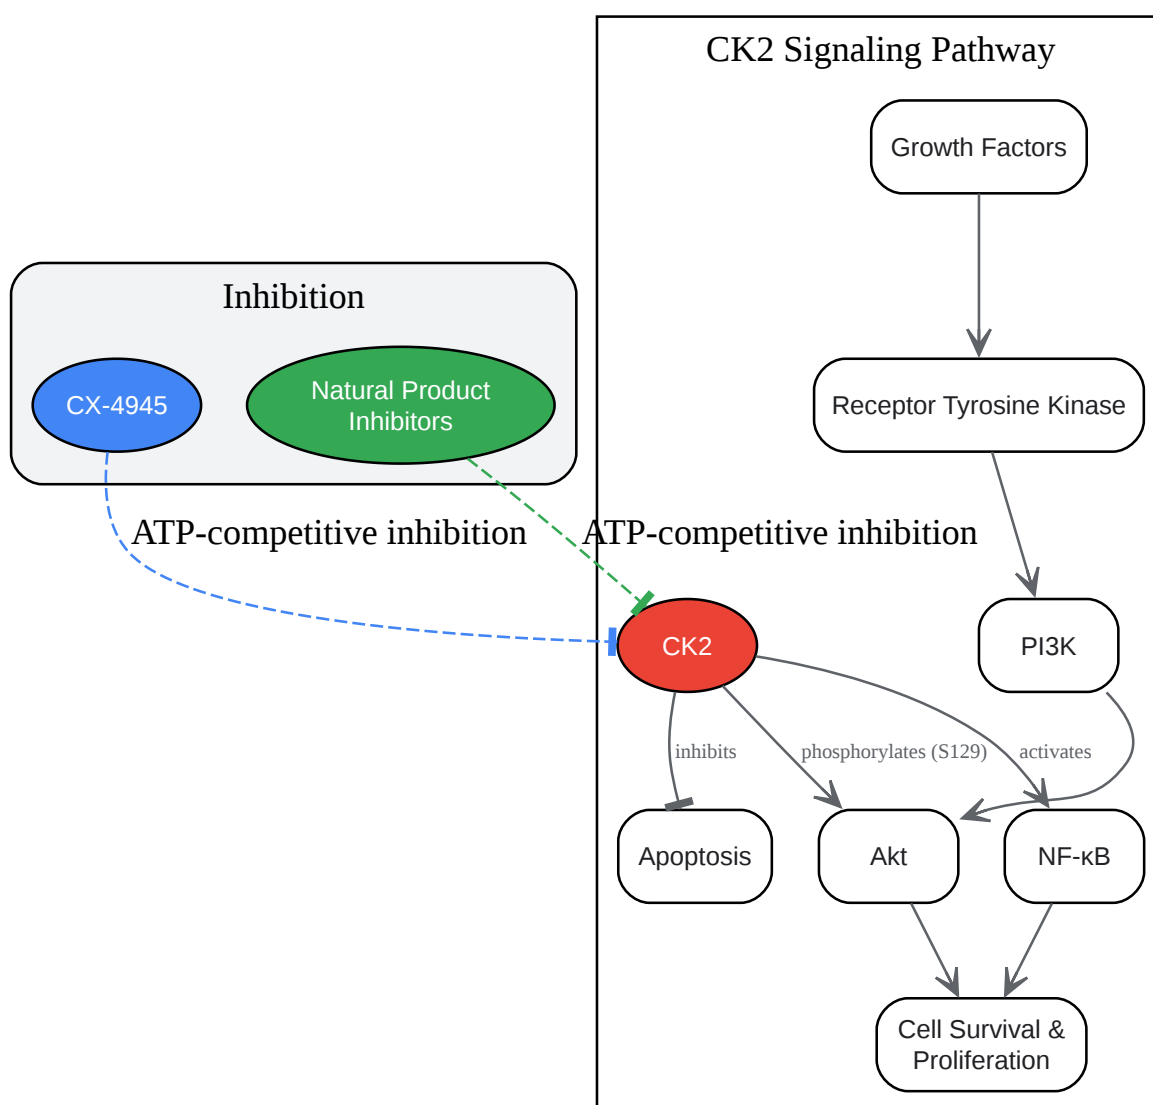 CK2 Signaling Pathway
Growth Factors
Inhibition
CX-4945
Natural Product
Inhibitors
Receptor Tyrosine Kinase
ATP-competitive inhibition
ATP-competitive inhibition
CK2
PI3K
inhibits
phosphorylates (S129)
activates
Apoptosis
Akt
NF-κB
Cell Survival &
Proliferation